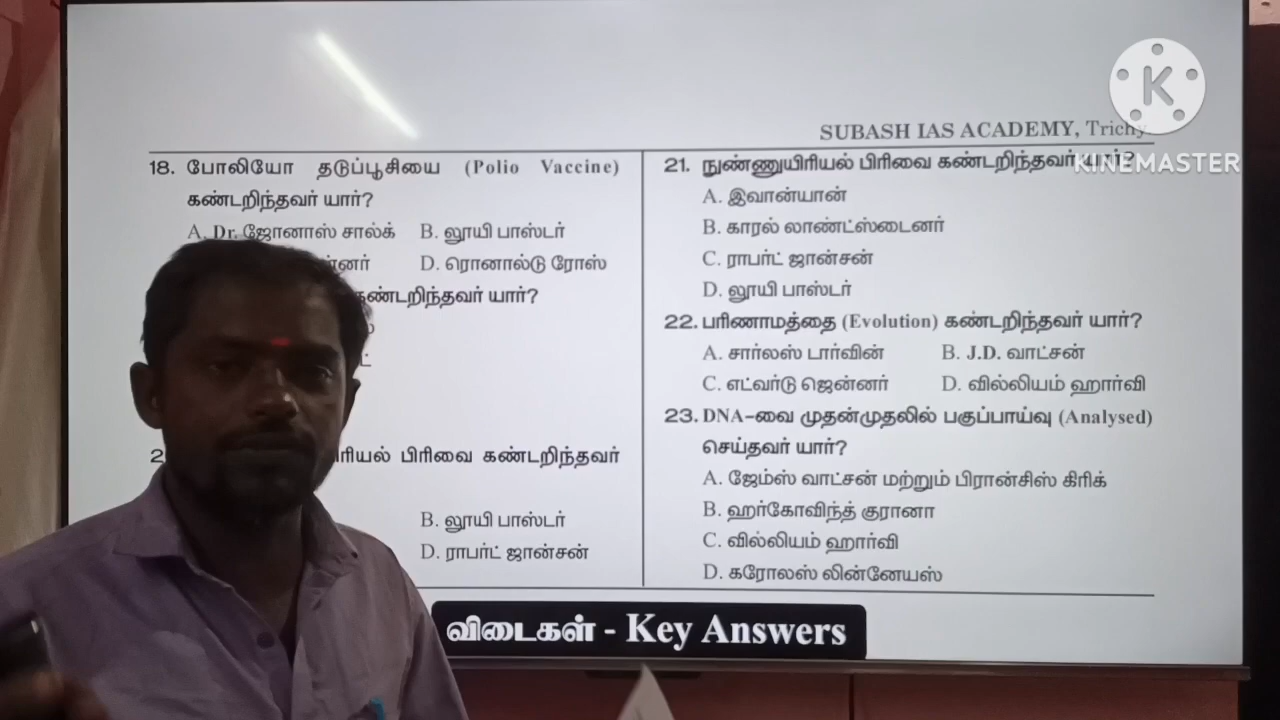 SUBASH IAS ACADEMY, Trichy.
KINEMASTER
18. போலியோ தடுப்பூசியை (Polio Vaccine)
கண்டறிந்தவர் யார்?
A. Dr. ஜோனாஸ் சால்க் B. லூயி பாஸ்டர்
D. ரொனால்டு ரோஸ்
கண்டறிந்தவர் யார்?
பிரிவை கண்டறிந்தவர்
B. லூயி பாஸ்டர்
D. ராபர்ட் ஜான்சன்
21. நுண்ணுயிரியல் பிரிவை கண்டறிந்தவர் யார்?
A. இவான்யான்
B. காரல் லாண்ட்ஸ்டைனர்
C. ராபர்ட் ஜான்சன்
D. லூயி பாஸ்டர்
22. பரிணாமத்தை (Evolution) கண்டறிந்தவர் யார்?
A. சார்லஸ் டார்வின் B. J.D. வாட்சன்
C. எட்வர்டு ஜென்னர் D. வில்லியம் ஹார்வி
23. DNA-வை முதன்முதலில் பகுப்பாய்வு (Analysed)
செய்தவர் யார்?
A. ஜேம்ஸ் வாட்சன் மற்றும் பிரான்சிஸ் கிரிக்
B. ஹர்கோவிந்த் குரானா
C. வில்லியம் ஹார்வி
D. கரோலஸ் லின்னேயஸ்
விடைகள் - Key Answers